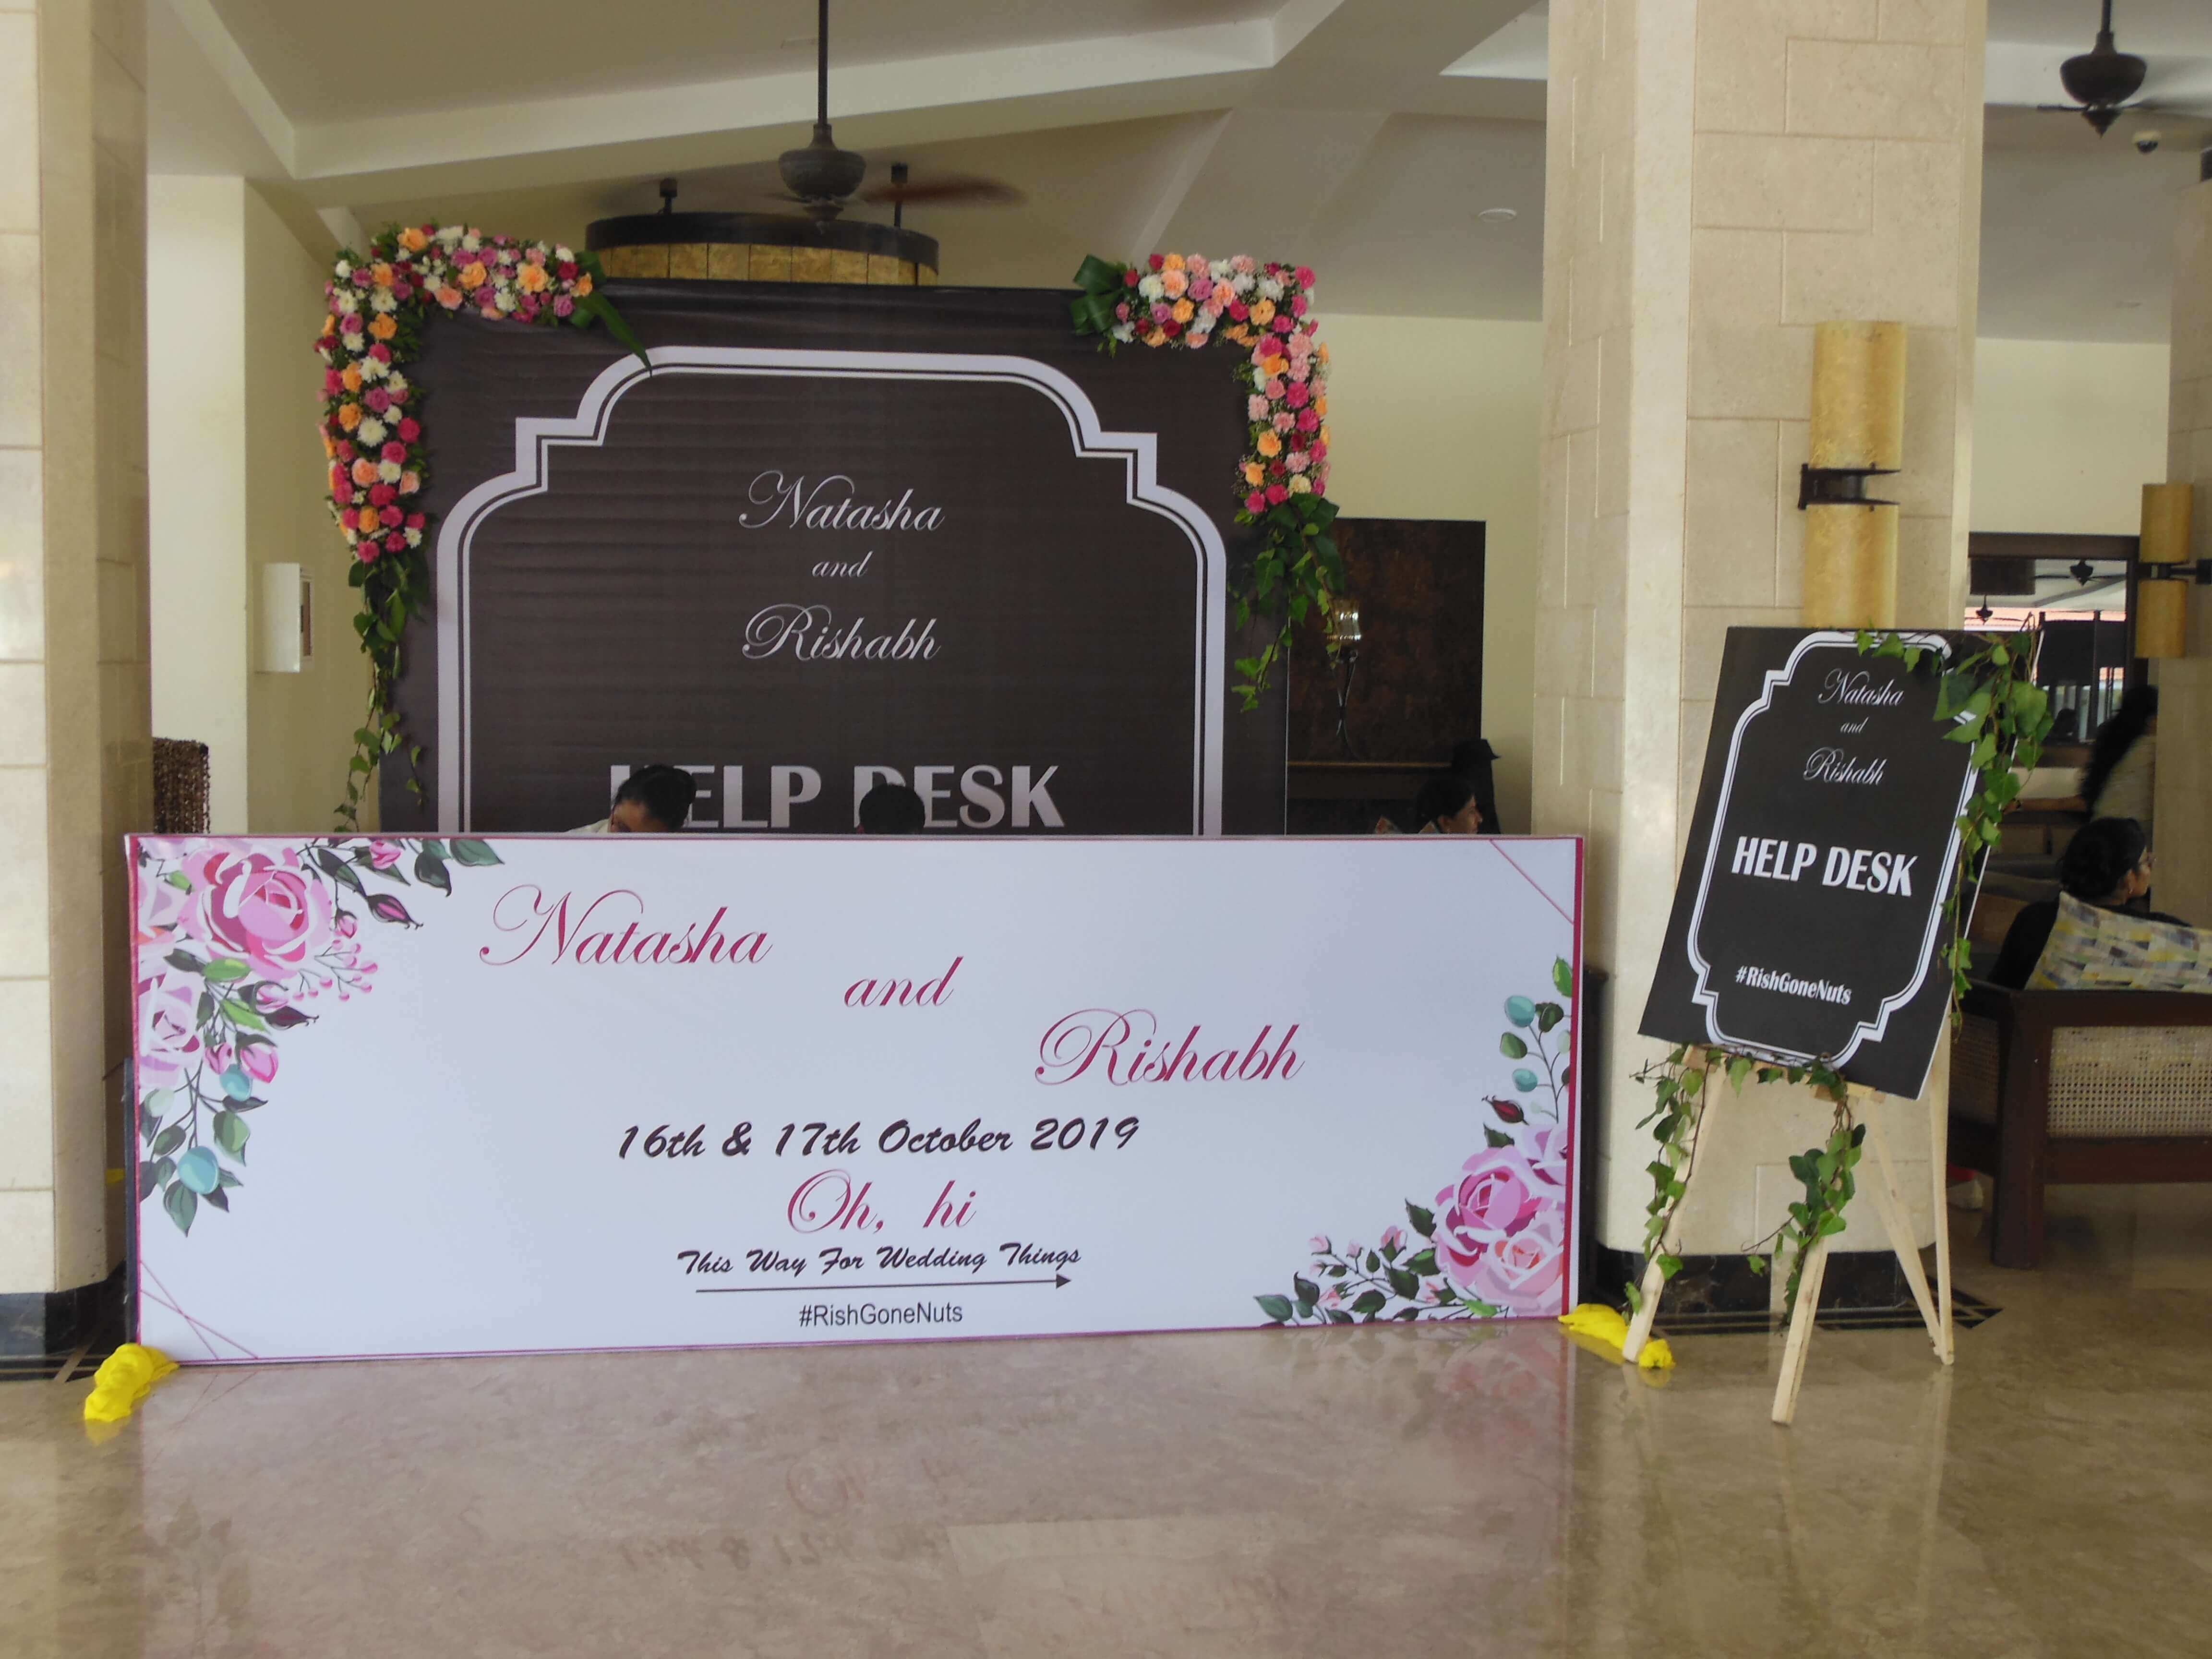 Natasha
and
Rishabh
HELP DESK
Natasha
and
Rishabh
16th & 17th October 2019
Oh, hi
This Way For Wedding Things
#RishGoneNuts
Natasha
and
Rishabh
HELP DESK
#RishGoneNuts